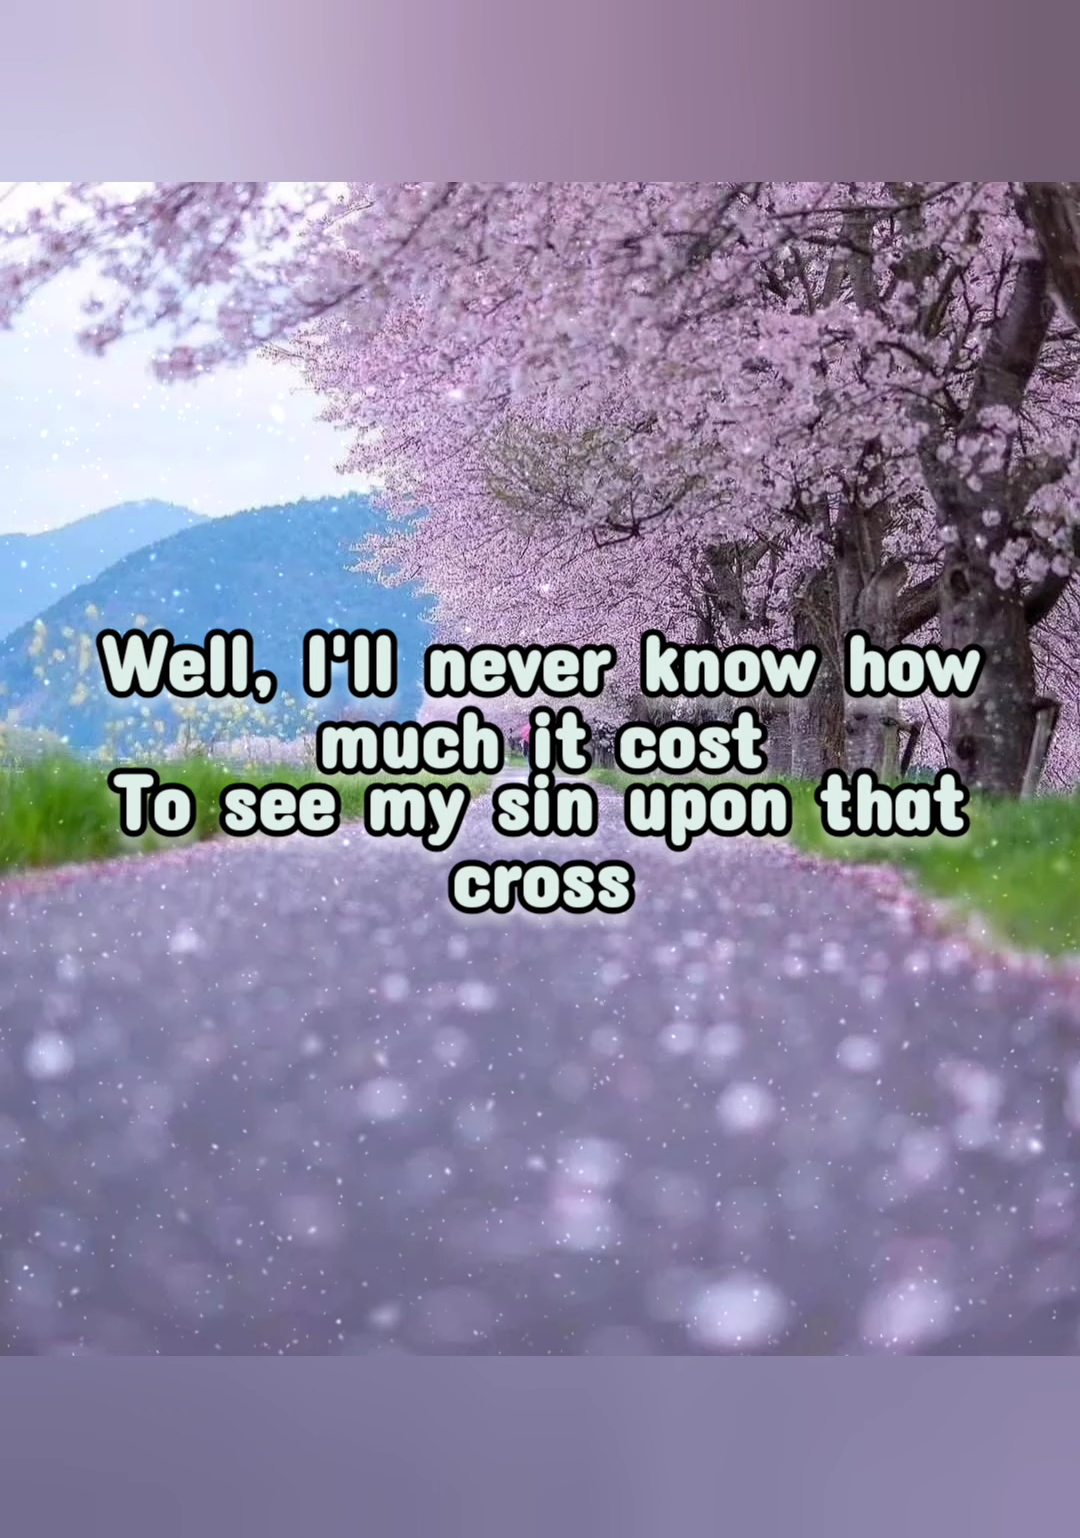 Well, I'll never know how
much it cost
To see my sin upon that
cross